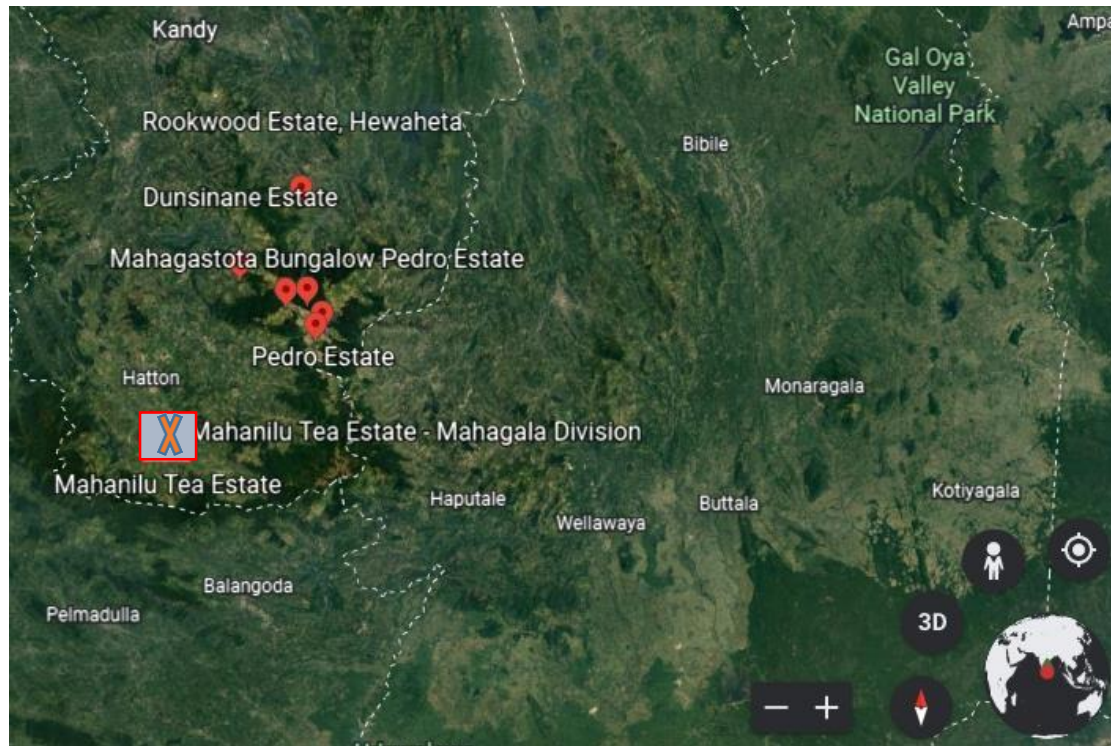 Kandy
Ampa
Gal Oya
Valley
National Park
Rookwood Estate, Hewaheta
Bibile
Dunsinane Estate
Mahagastota Bungalow Pedro Estate
Pedro Estate
Hatton
Monaragala
X
Mahanilu Tea Estate - Mahagala Division
Mahanilu Tea Estate
Haputale
Buttala
Kotiyagala
Wellawaya
Balangoda
Pelmadulla
3D